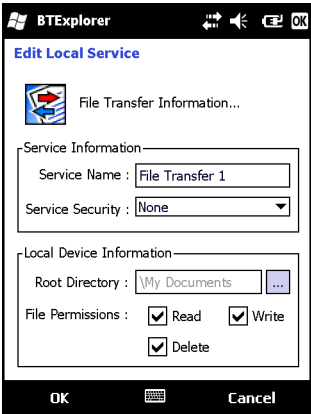 BTExplorer OK
Edit Local Service
File Transfer Information...
Service Information
Service Name : File Transfer 1
Service Security : None
Local Device Information
Root Directory : \My Documents ...
File Permissions : Read Write
Delete
OK Cancel